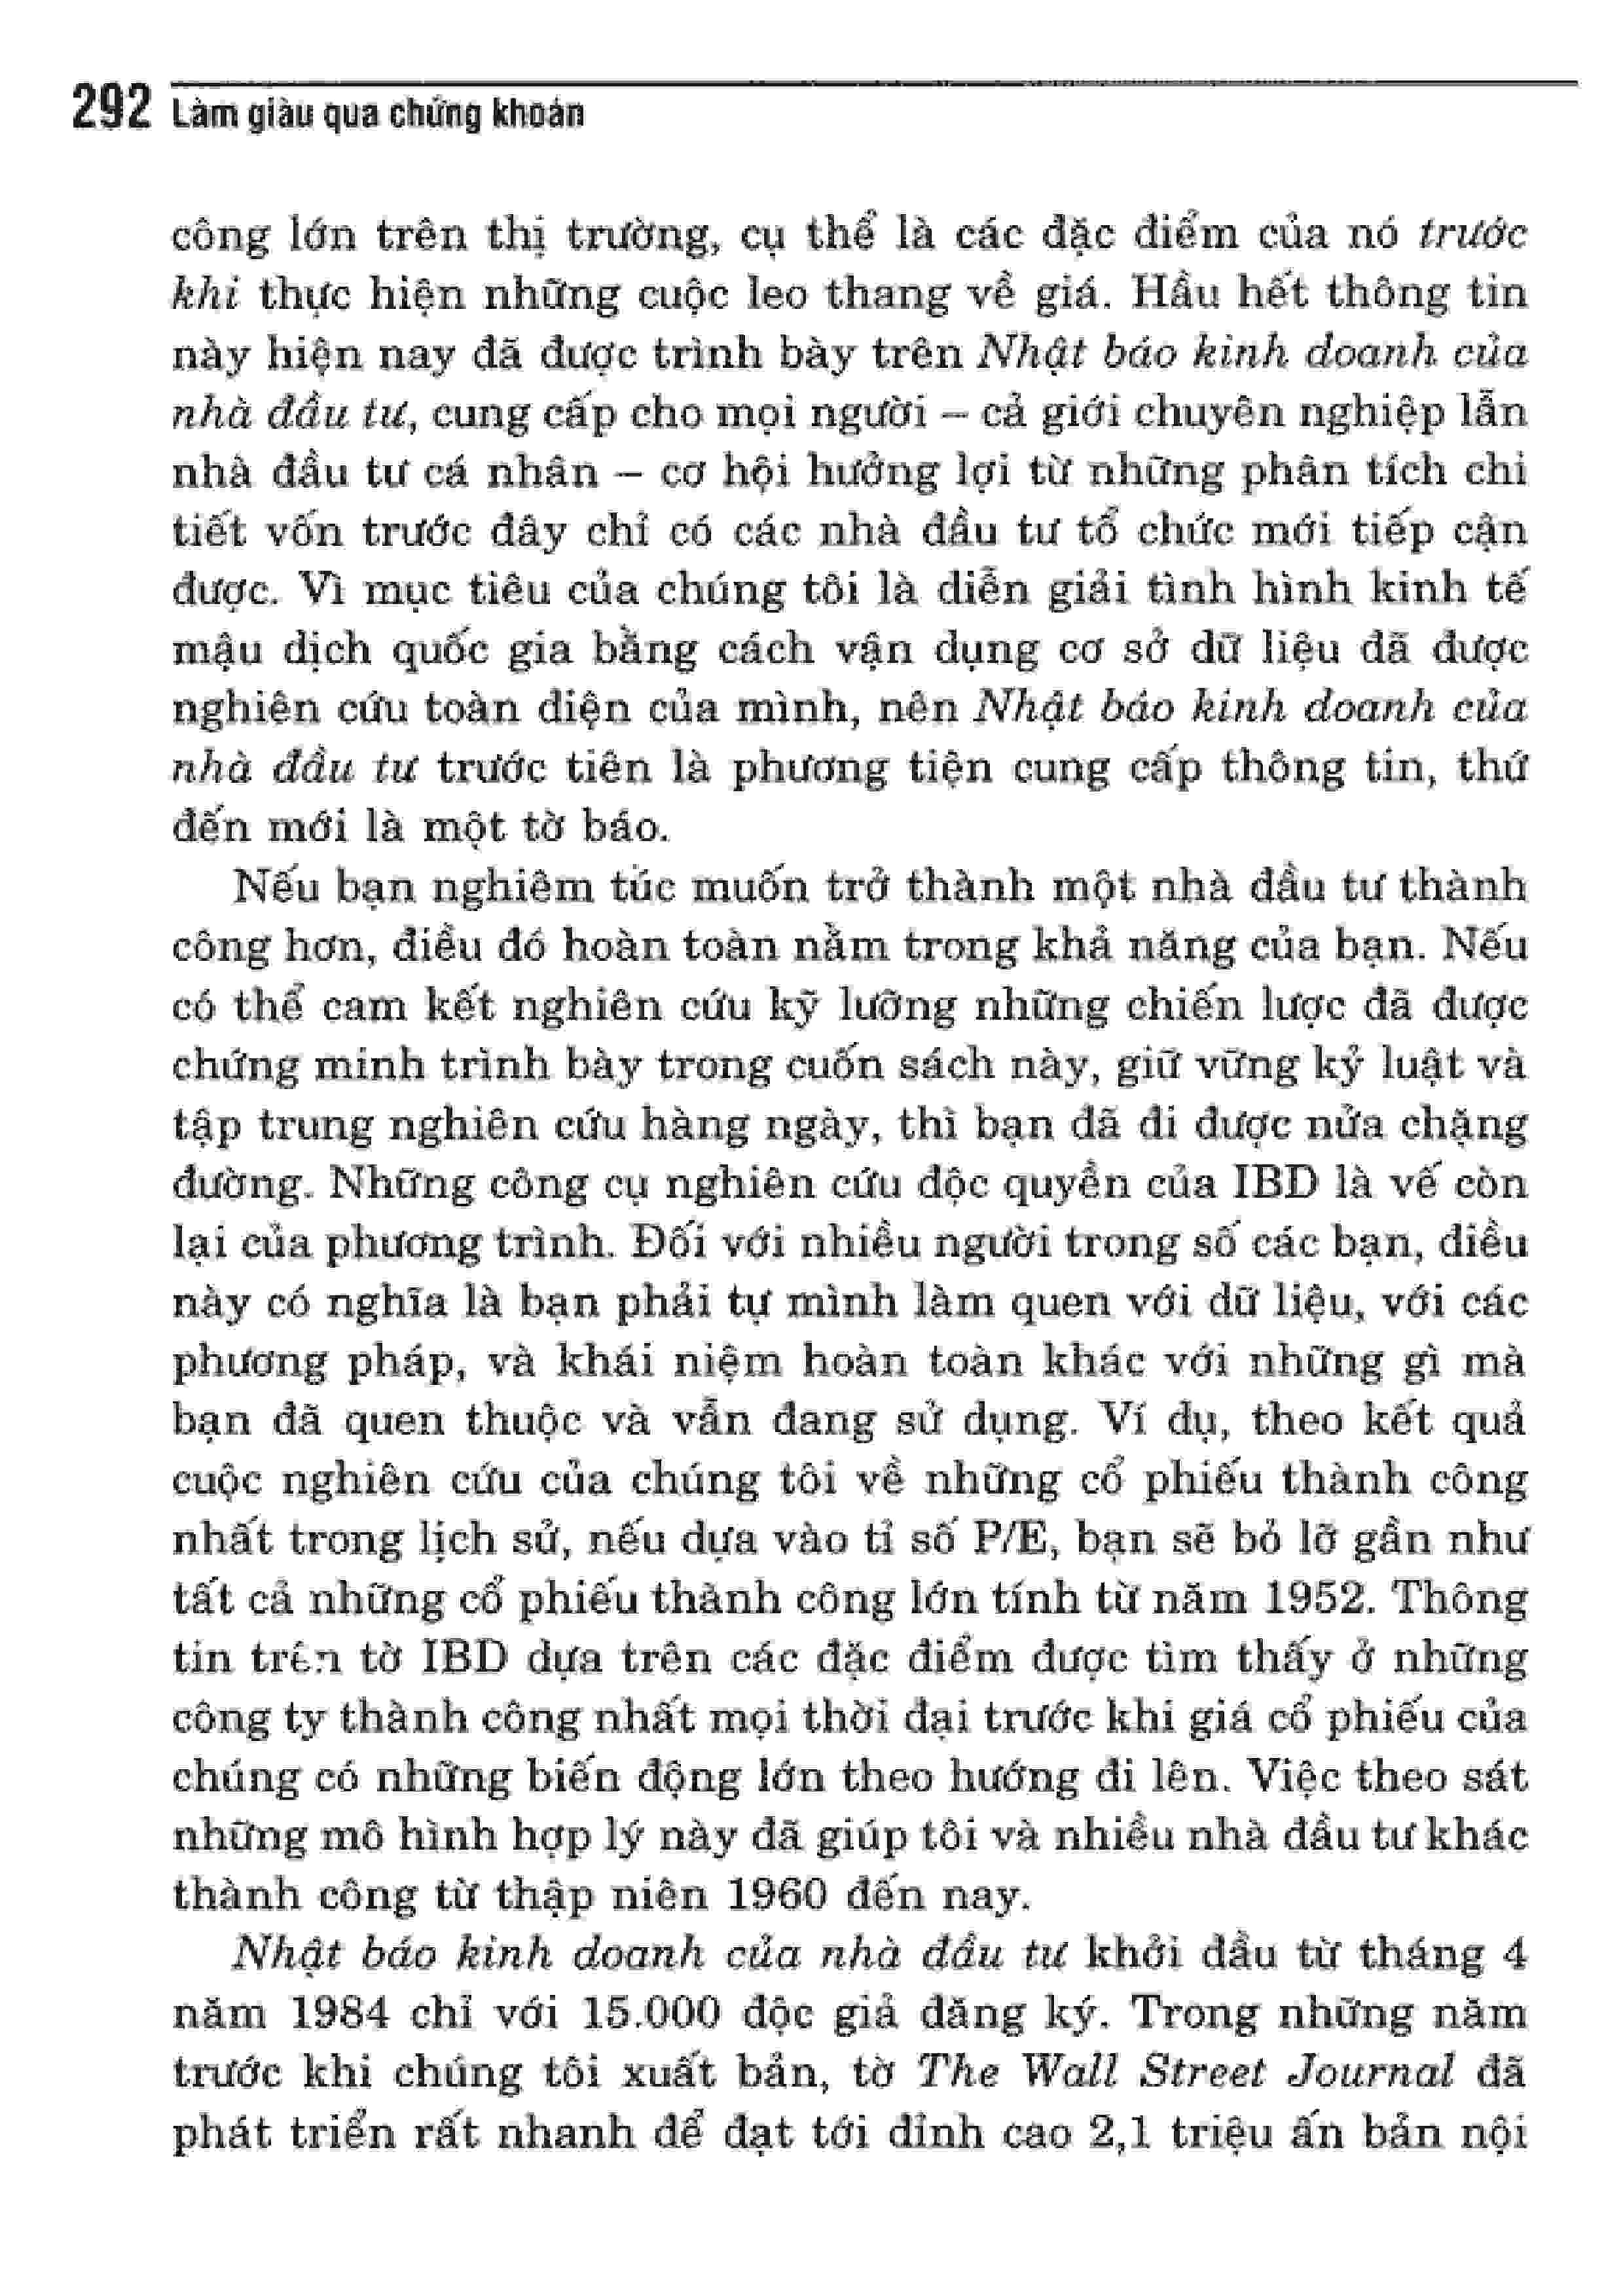 292 Làm giàu qua chứng khoán
công lớn trên thị trường, cụ thể là các đặc điểm của nó trước
khi thực hiện những cuộc leo thang về giá. Hầu hết thông tin
này hiện nay đã được trình bày trên Nhật báo kinh doanh của
nhà đầu tư, cung cấp cho mọi người – cả giới chuyên nghiệp lẫn
nhà đầu tư cá nhân – cơ hội hưởng lợi từ những phân tích chi
tiết vốn trước đây chỉ có các nhà đầu tư tổ chức mới tiếp cận
được. Vì mục tiêu của chúng tôi là diễn giải tình hình kinh tế
mậu dịch quốc gia bằng cách vận dụng cơ sở dữ liệu đã được
nghiên cứu toàn diện của mình, nên Nhật báo kinh doanh của
nhà đầu tư trước tiên là phương tiện cung cấp thông tin, thứ
đến mới là một tờ báo.
Nếu bạn nghiêm túc muốn trở thành một nhà đầu tư thành
công hơn, điều đó hoàn toàn nằm trong khả năng của bạn. Nếu
có thể cam kết nghiên cứu kỹ lưỡng những chiến lược đã được
chứng minh trình bày trong cuốn sách này, giữ vững kỷ luật và
tập trung nghiên cứu hàng ngày, thì bạn đã đi được nửa chặng
đường. Những công cụ nghiên cứu độc quyền của IBD là vế còn
lại của phương trình. Đối với nhiều người trong số các bạn, điều
này có nghĩa là bạn phải tự mình làm quen với dữ liệu, với các
phương pháp, và khái niệm hoàn toàn khác với những gì mà
bạn đã quen thuộc và vẫn đang sử dụng. Ví dụ, theo kết quả
cuộc nghiên cứu của chúng tôi về những cổ phiếu thành công
nhất trong lịch sử, nếu dựa vào tỉ số P/E, bạn sẽ bỏ lỡ gần như
tất cả những cổ phiếu thành công lớn tính từ năm 1952. Thông
tin trên tờ IBD dựa trên các đặc điểm được tìm thấy ở những
công ty thành công nhất mọi thời đại trước khi giá cổ phiếu của
chúng có những biến động lớn theo hướng đi lên. Việc theo sát
những mô hình hợp lý này đã giúp tôi và nhiều nhà đầu tư khác
thành công từ thập niên 1960 đến nay.
Nhật báo kinh doanh của nhà đầu tư khởi đầu từ tháng 4
năm 1984 chỉ với 15.000 độc giả đăng ký. Trong những năm
trước khi chúng tôi xuất bản, tờ The Wall Street Journal đã
phát triển rất nhanh để đạt tới đỉnh cao 2,1 triệu ấn bản nội